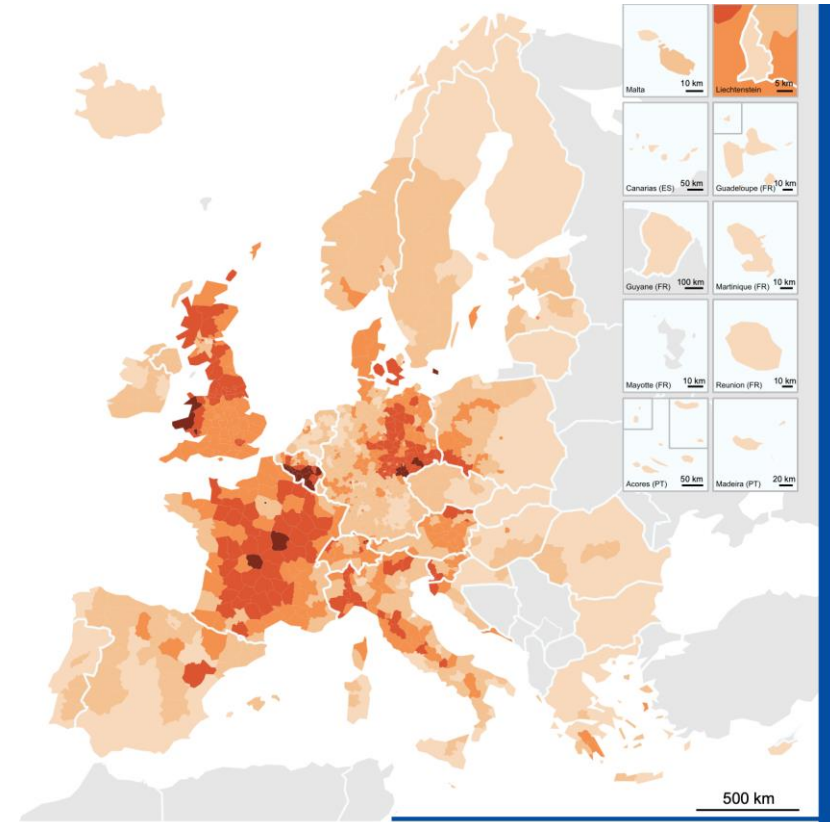 Malta 10 km
Liechtenstein 5 km
Canarias (ES) 50 km
Guadeloupe (FR) 10 km
Guyane (FR) 100 km
Martinique (FR) 10 km
Mayotte (FR) 10 km
Reunion (FR) 10 km
Acores (PT) 50 km
Madeira (PT) 20 km
500 km